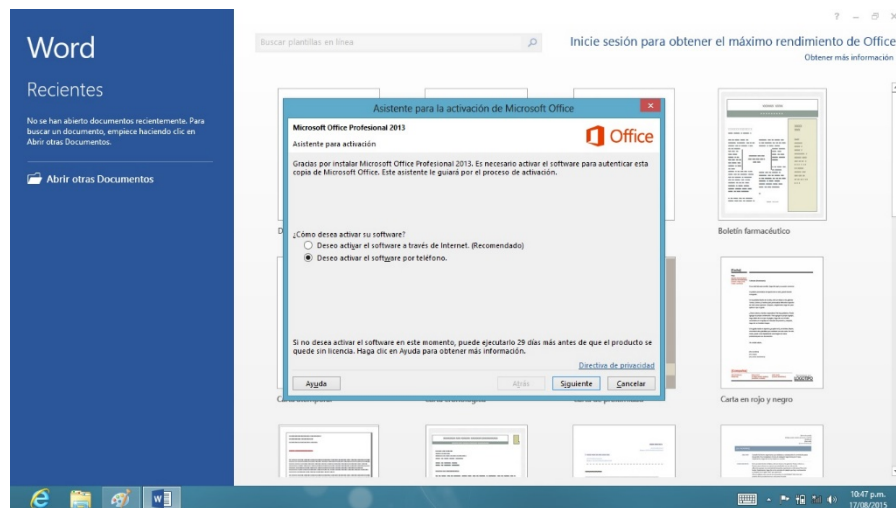 Word
Buscar plantillas en línea
Inicie sesión para obtener el máximo rendimiento de Office
Obtener más información
Recientes
No se han abierto documentos recientemente. Para
buscar un documento, empiece haciendo clic en
Abrir otras Documentos.
Abrir otras Documentos
Asistente para la activación de Microsoft Office
Microsoft Office Profesional 2013
Office
Asistente para activación
Gracias por instalar Microsoft Office Profesional 2013. Es necesario activar el software para autenticar esta
copia de Microsoft Office. Este asistente le guiará por el proceso de activación.
¿Cómo desea activar su software?
Deseo activar el software a través de Internet. (Recomendado)
Deseo activar el software por teléfono.
Si no desea activar el software en este momento, puede ejecutarlo 29 días más antes de que el producto se
quede sin licencia. Haga clic en Ayuda para obtener más información.
Directiva de privacidad
Ayuda
Atrás
Siguiente
Cancelar
Boletín farmacéutico
Carta en rojo y negro
LOGOTIPO
10:47 p.m.
17/08/2015